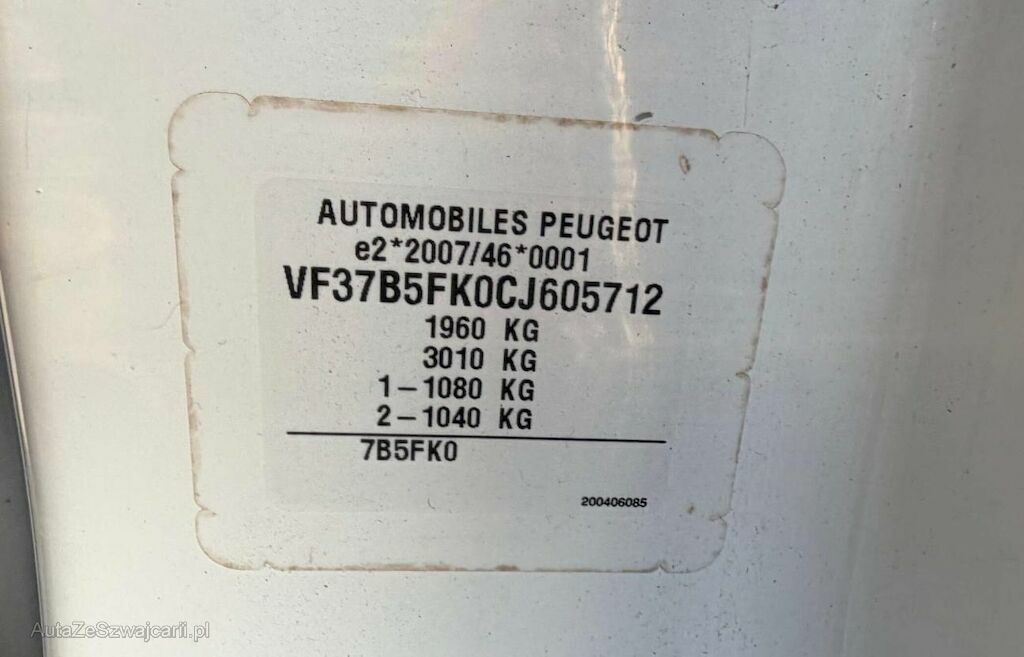 AUTOMOBILES PEUGEOT
e2*2007/46*0001
VF37B5FK0CJ605712
1960 KG
3010 KG
1–1080 KG
2–1040 KG
7B5FK0
200406085
AutaZeSzwajcarii.pl